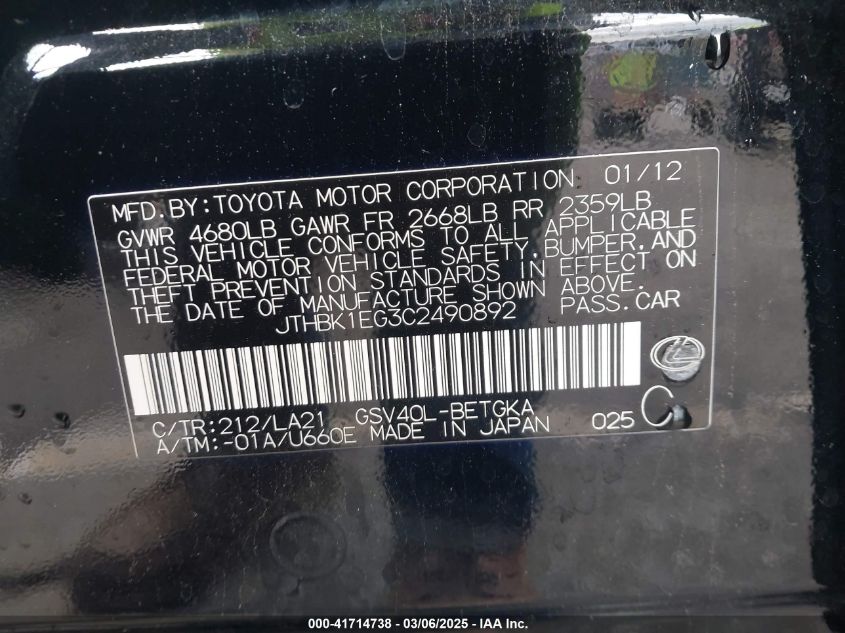 MFD.BY:TOYOTA MOTOR CORPORATION 01/12
GVWR 4680LB GAWR FR 2668LB RR 2359LB
THIS VEHICLE CONFORMS TO ALL APPLICABLE
FEDERAL MOTOR VEHICLE SAFETY,BUMPER,AND
THEFT PREVENTION STANDARDS IN EFFECT ON
THE DATE OF MANUFACTURE SHOWN ABOVE.
JTHBK1EG3C2490892 PASS.CAR
C/TR:212/LA21 GSV40L-BETGKA
A/TM:-01A/U660E MADE IN JAPAN 025 C
000-41714738 - 03/06/2025 - IAA Inc.